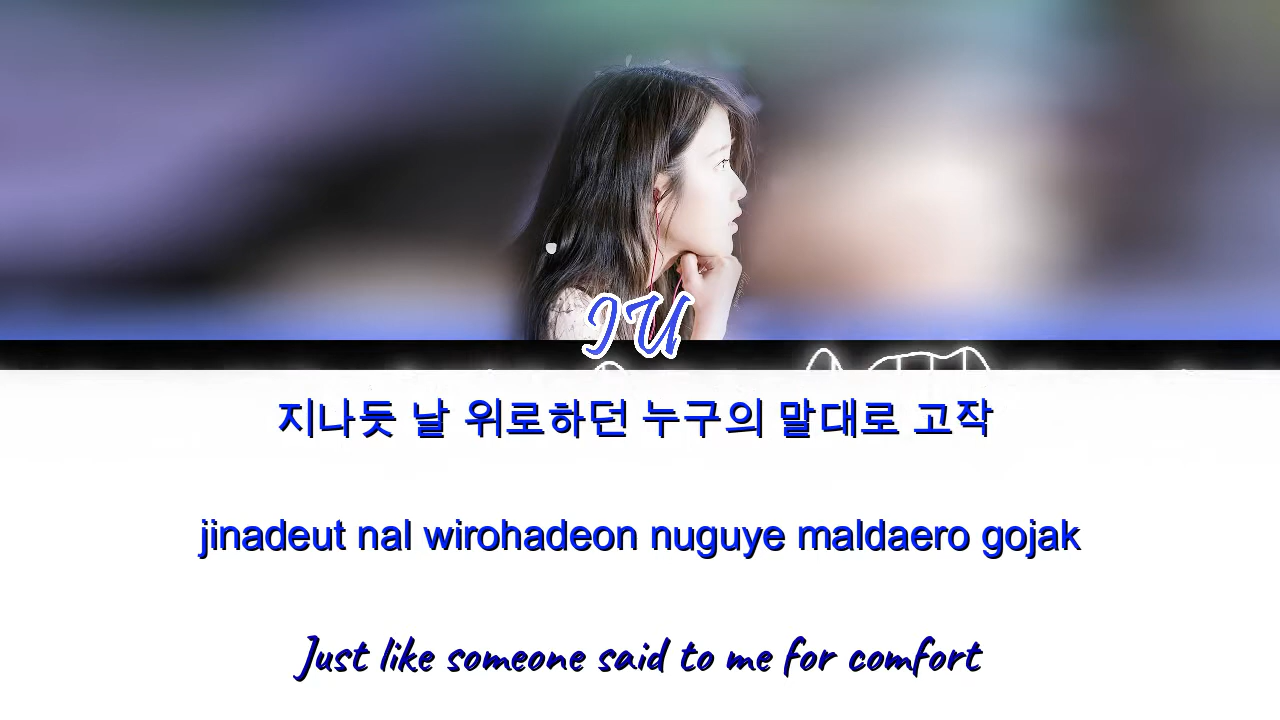 IU
지나듯 날 위로하던 누구의 말대로 고작
jinadeut nal wirohadeon nuguye maldaero gojak
Just like someone said to me for comfort